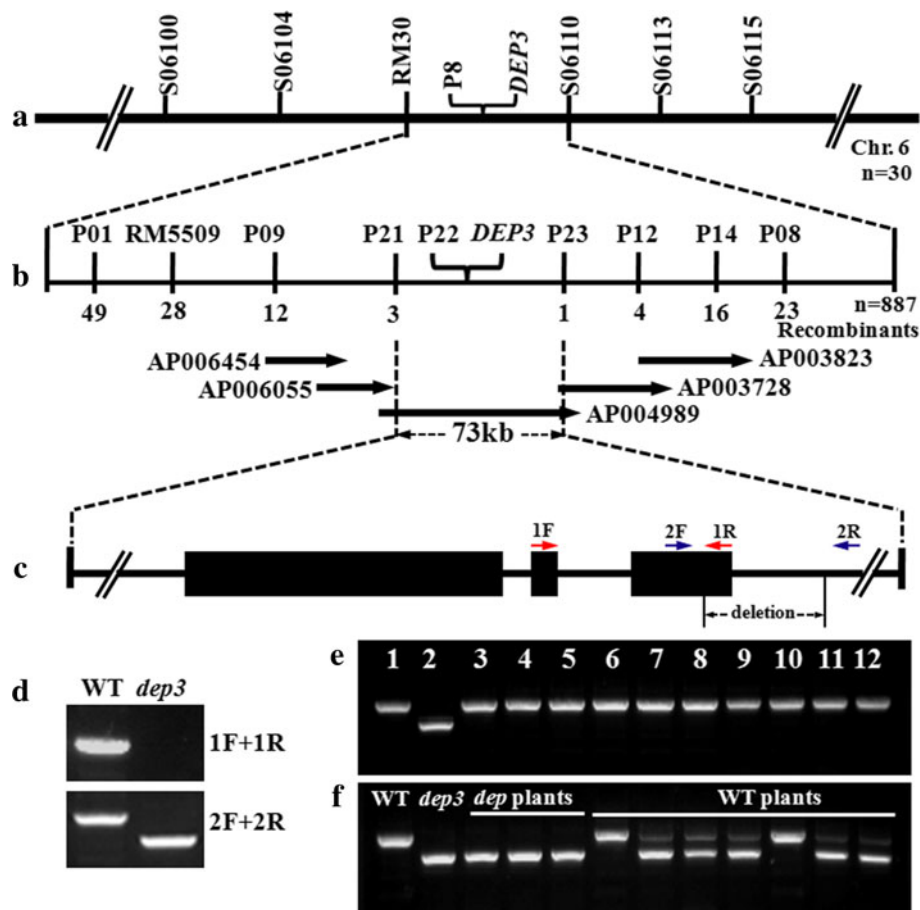 S06100 S06104 RM30 P8 DEP3 S06110 S06113 S06115
a
Chr. 6
n=30
P01 RM5509 P09 P21 P22 DEP3 P23 P12 P14 P08
b
49 28 12 3 1 4 16 23
n=887
Recombinants
AP006454 AP003823
AP006055 AP003728
AP004989
73kb
1F 2F 1R 2R
c
deletion
d
WT dep3
1F+1R
2F+2R
e
1 2 3 4 5 6 7 8 9 10 11 12
f
WT dep3 dep plants WT plants